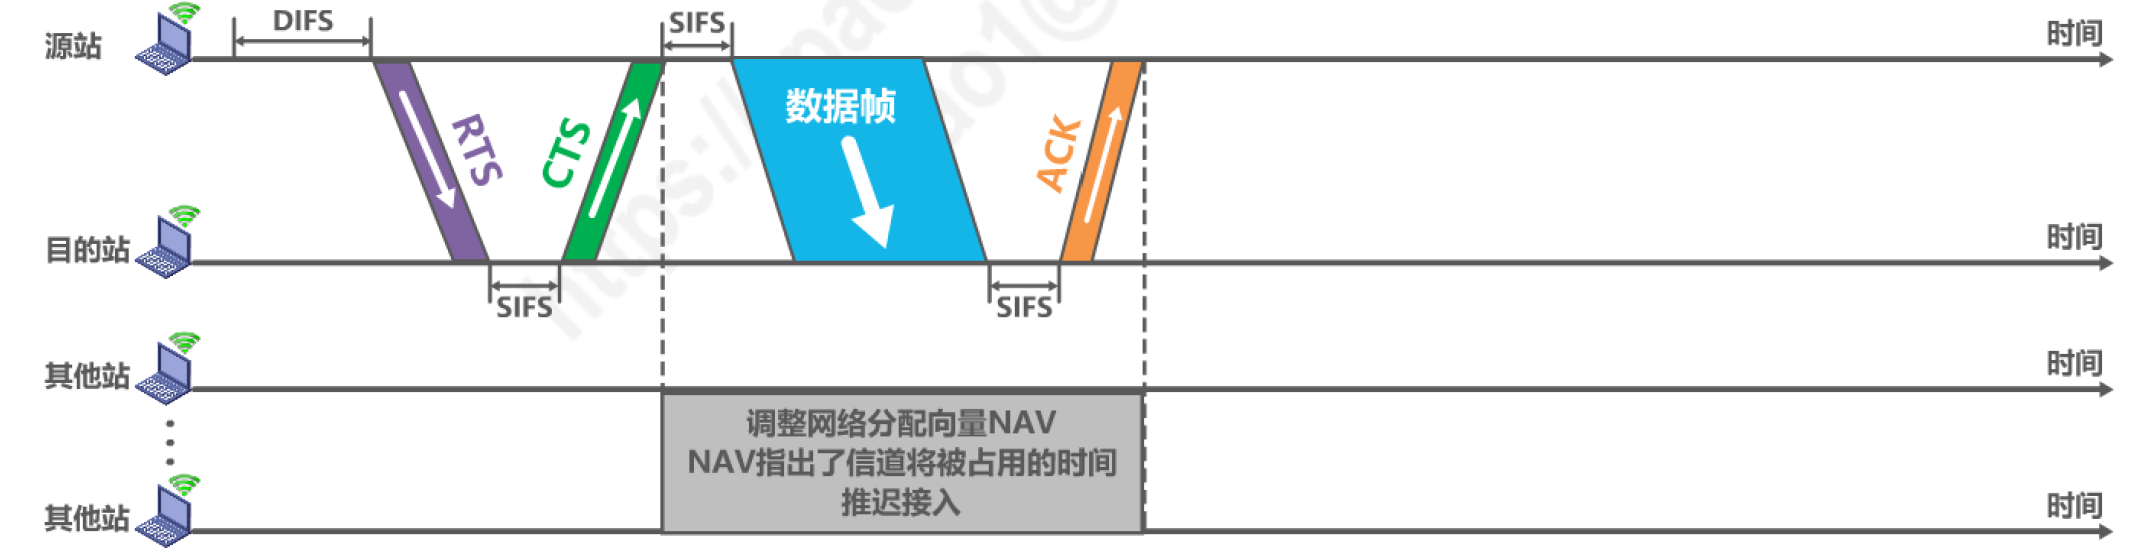 DIFS
SIFS
源站
时间
RTS
CTS
数据帧
ACK
目的站
时间
SIFS
SIFS
其他站
时间
调整网络分配向量NAV
NAV指出了信道将被占用的时间
推迟接入
其他站
时间
https://